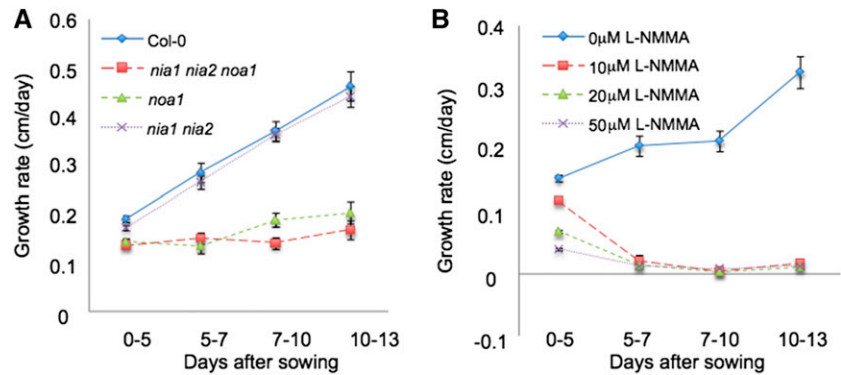 A
Growth rate (cm/day)
0.6
0.5
0.4
0.3
0.2
0.1
0
Col-0
nia1 nia2 noa1
noa1
nia1 nia2
0-5 5-7 7-10 10-13
Days after sowing
B
Growth rate (cm/day)
0.4
0.3
0.2
0.1
0
-0.1
0μM L-NMMA
10μM L-NMMA
20μM L-NMMA
50μM L-NMMA
0-5 5-7 7-10 10-13
Days after sowing